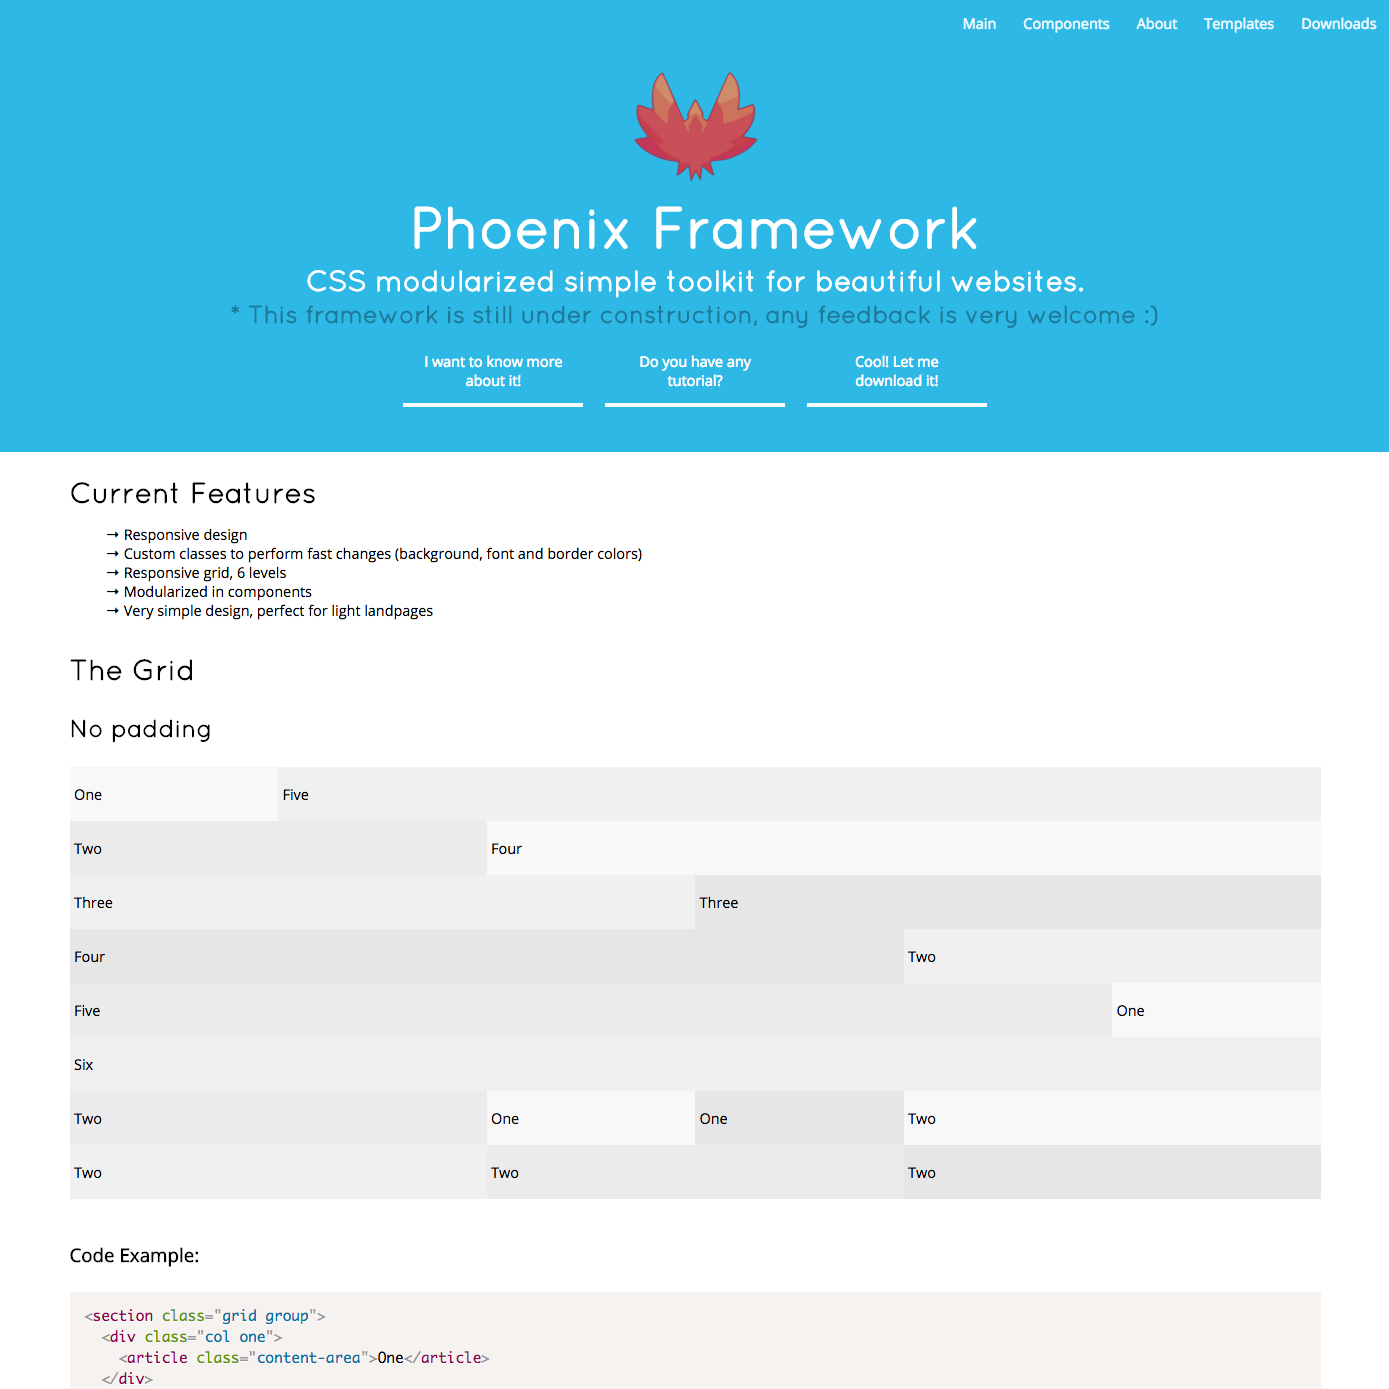 Main Components About Templates Downloads
Phoenix Framework
CSS modularized simple toolkit for beautiful websites.
* This framework is still under construction, any feedback is very welcome :)
I want to know more
about it!
Do you have any
tutorial?
Cool! Let me
download it!
Current Features
→ Responsive design
→ Custom classes to perform fast changes (background, font and border colors)
→ Responsive grid, 6 levels
→ Modularized in components
→ Very simple design, perfect for light landpages
The Grid
No padding
One Five
Two Four
Three Three
Four Two
Five One
Six
Two One One Two
Two Two Two
Code Example:
<section class="grid group">
  <div class="col one">
    <article class="content-area">One</article>
  </div>